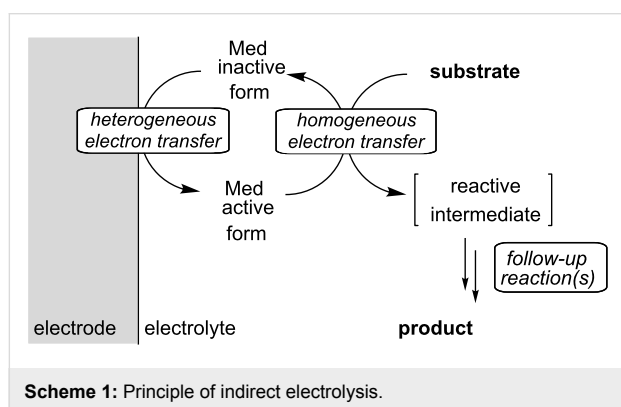 Med
inactive
form
substrate
heterogeneous
electron transfer
homogeneous
electron transfer
Med
active
form
reactive
intermediate
follow-up
reaction(s)
electrode
electrolyte
product
Scheme 1: Principle of indirect electrolysis.